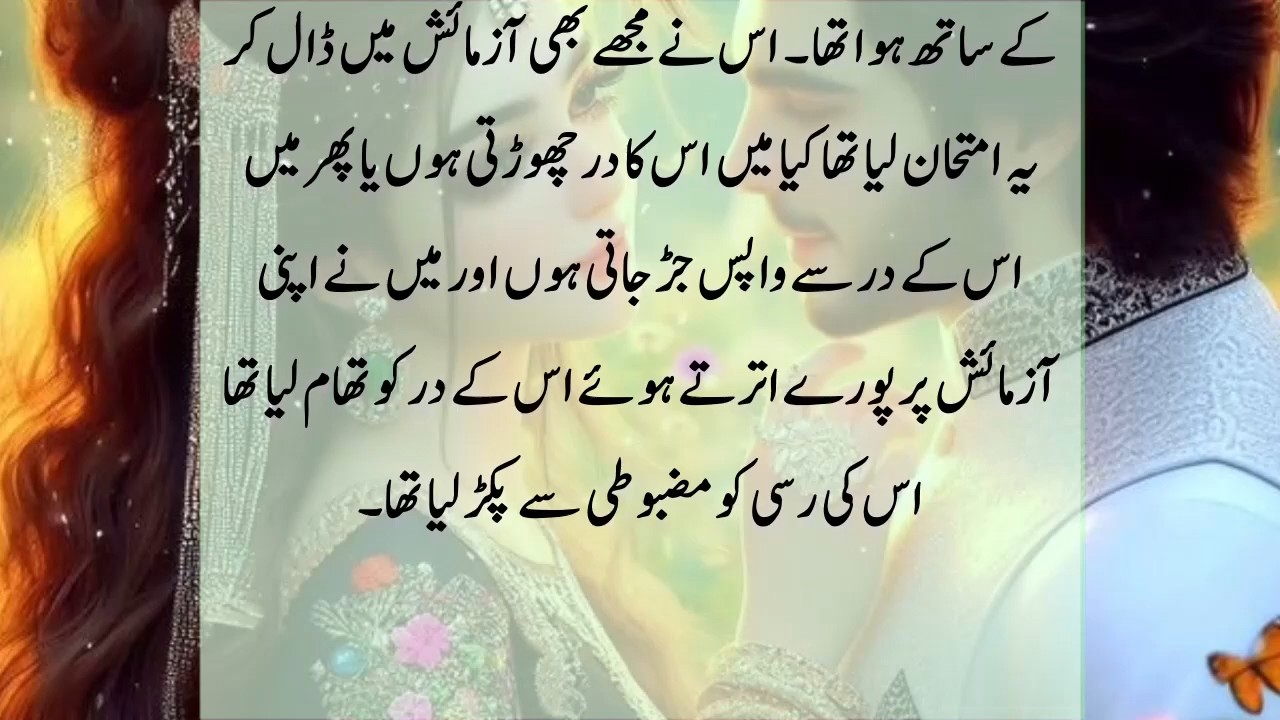 کے ساتھ ہوا تھا۔ اس نے مجھے بھی آزمائش میں ڈال کر
یہ امتحان لیا تھا کیا میں اس کا در چھوڑتی ہوں یا پھر میں
اس کے در سے واپس جڑ جاتی ہوں اور میں نے اپنی
آزمائش پر پورے اترتے ہوئے اس کے در کو تھام لیا تھا
اس کی رسی کو مضبوطی سے پکڑ لیا تھا۔